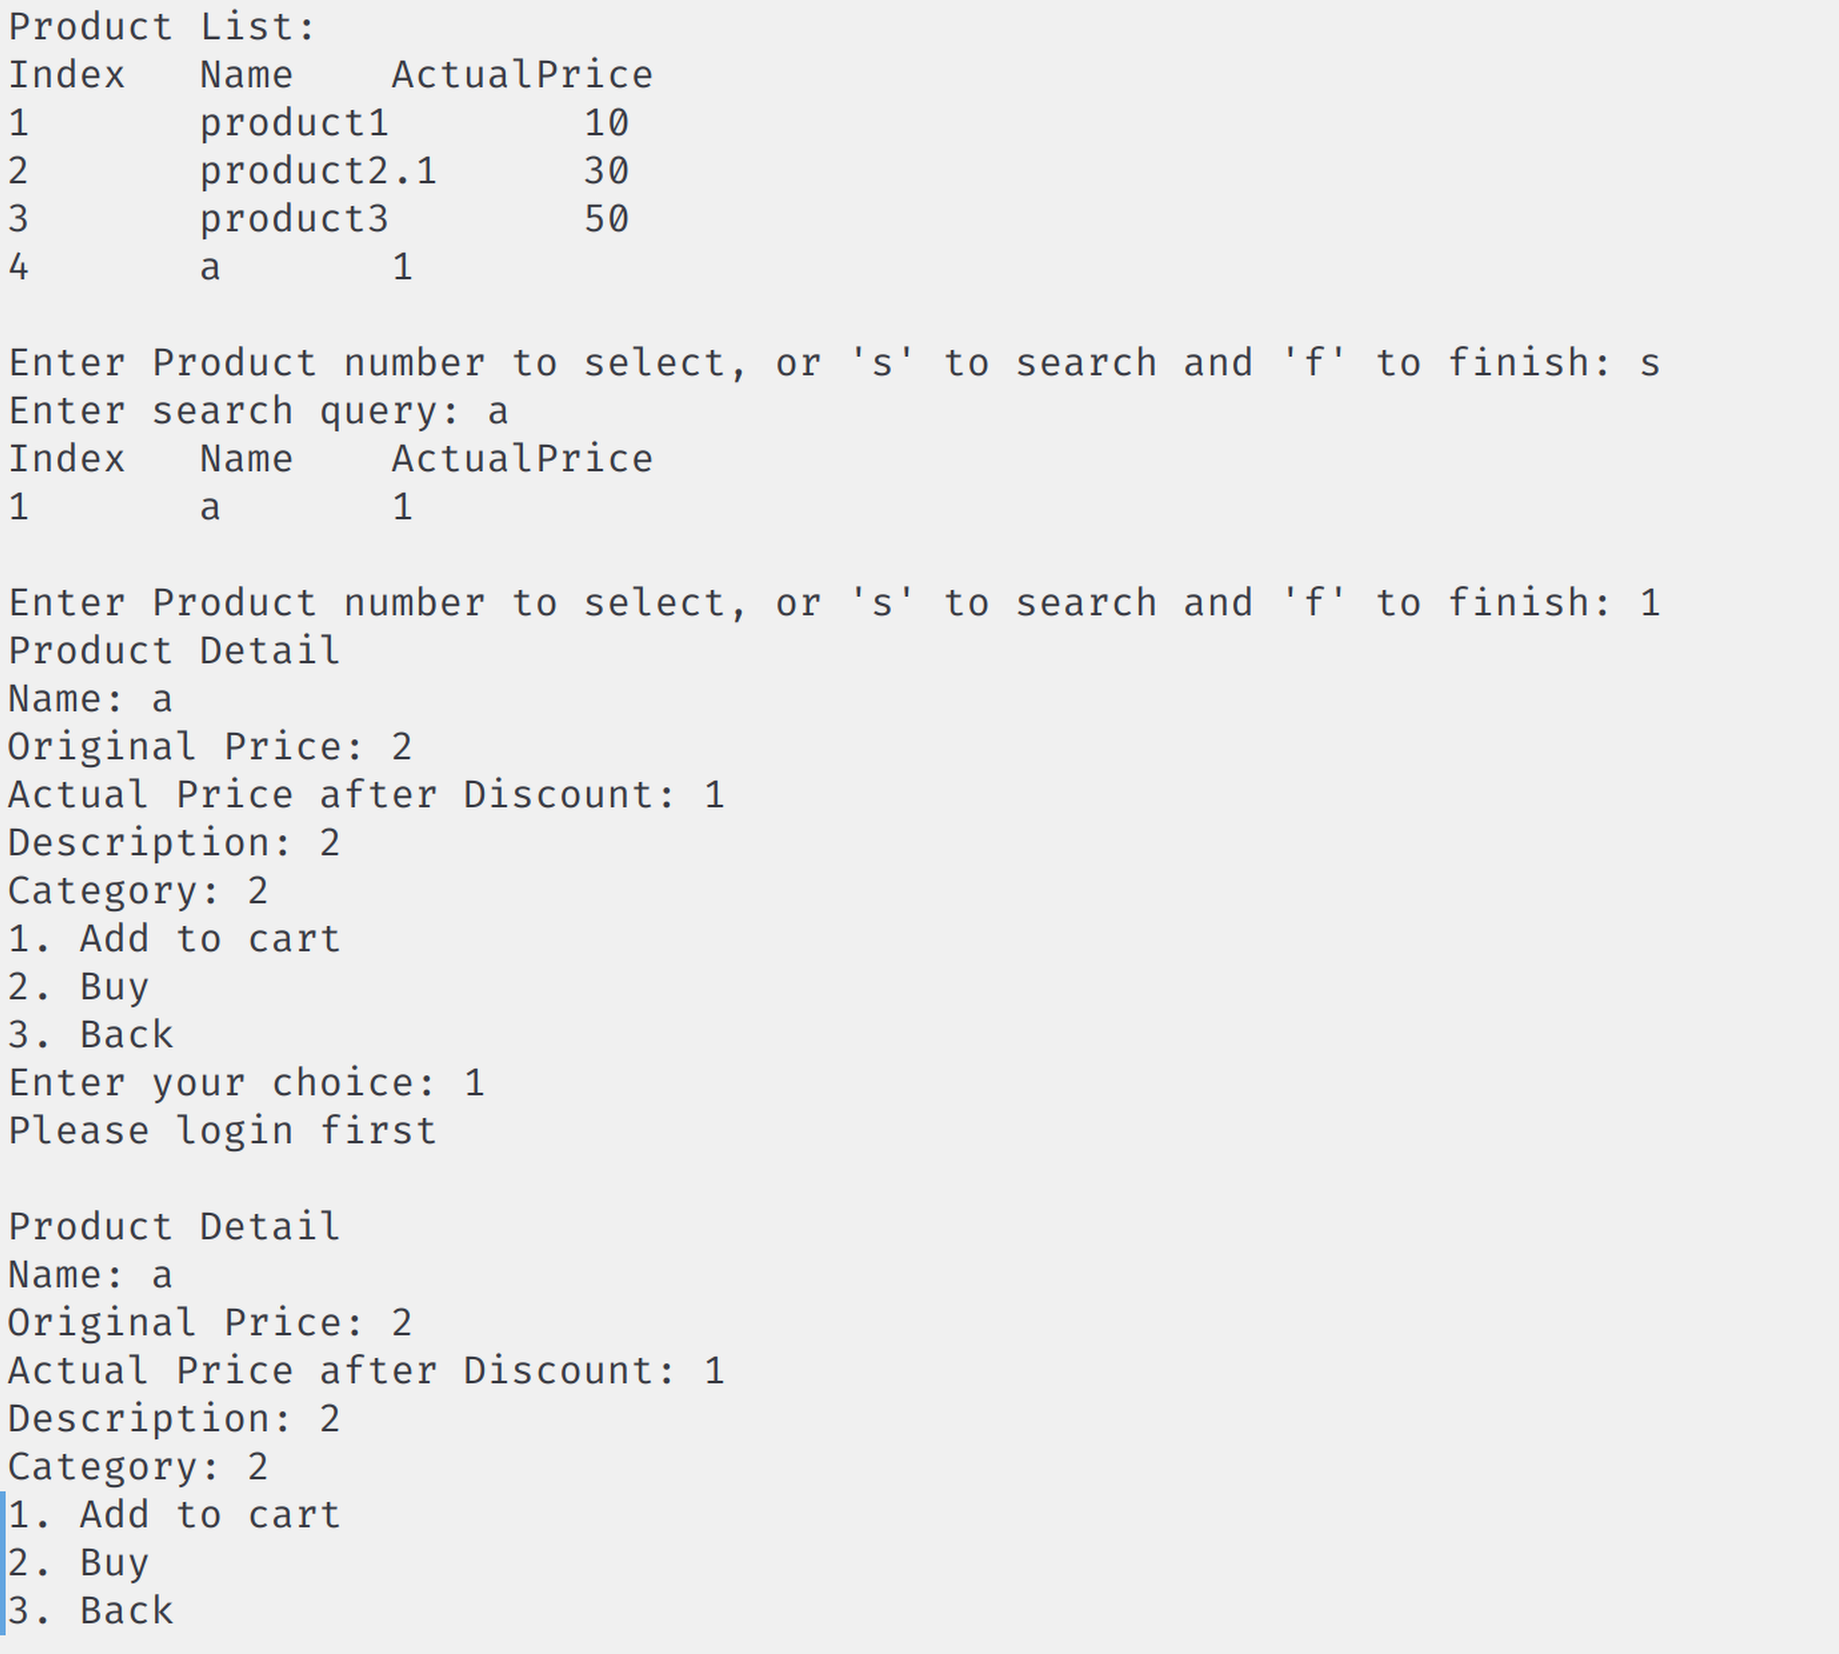 Product List:
Index   Name    ActualPrice
1       product1        10
2       product2.1      30
3       product3        50
4       a       1
Enter Product number to select, or 's' to search and 'f' to finish: s
Enter search query: a
Index   Name    ActualPrice
1       a       1
Enter Product number to select, or 's' to search and 'f' to finish: 1
Product Detail
Name: a
Original Price: 2
Actual Price after Discount: 1
Description: 2
Category: 2
1. Add to cart
2. Buy
3. Back
Enter your choice: 1
Please login first
Product Detail
Name: a
Original Price: 2
Actual Price after Discount: 1
Description: 2
Category: 2
1. Add to cart
2. Buy
3. Back